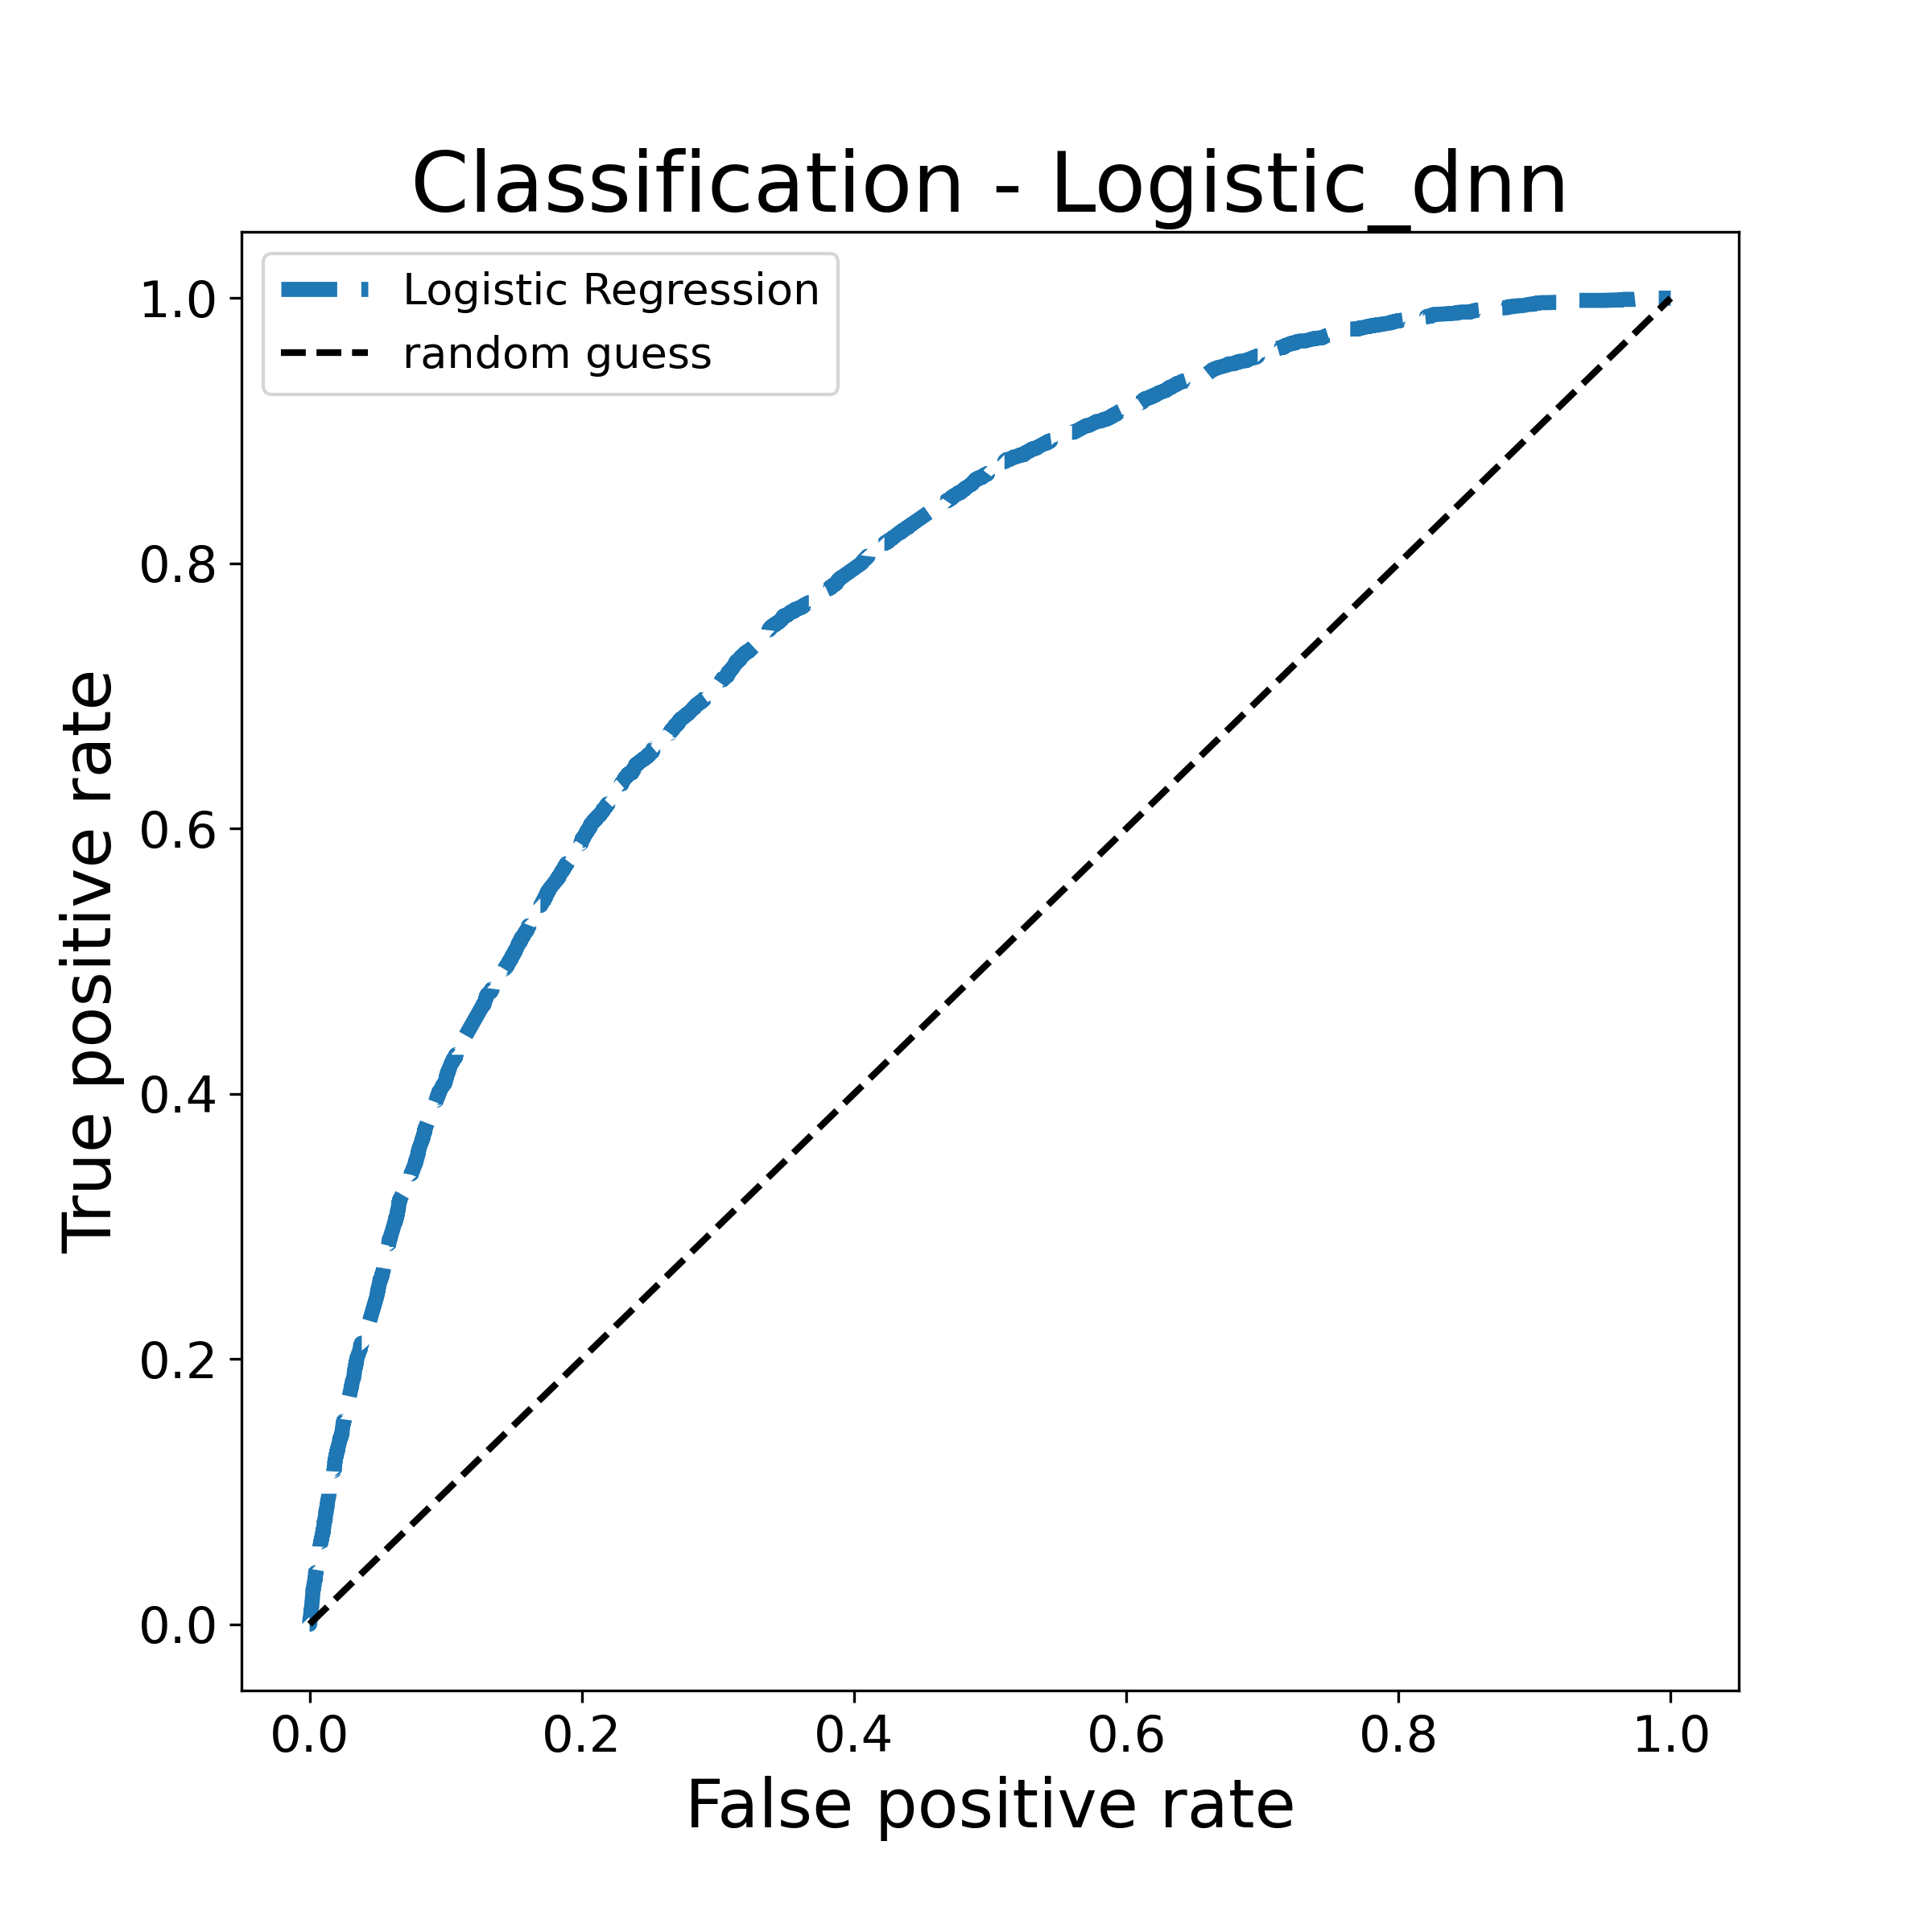 Classification - Logistic_dnn
Logistic Regression
random guess
True positive rate
1.0
0.8
0.6
0.4
0.2
0.0
0.0 0.2 0.4 0.6 0.8 1.0
False positive rate